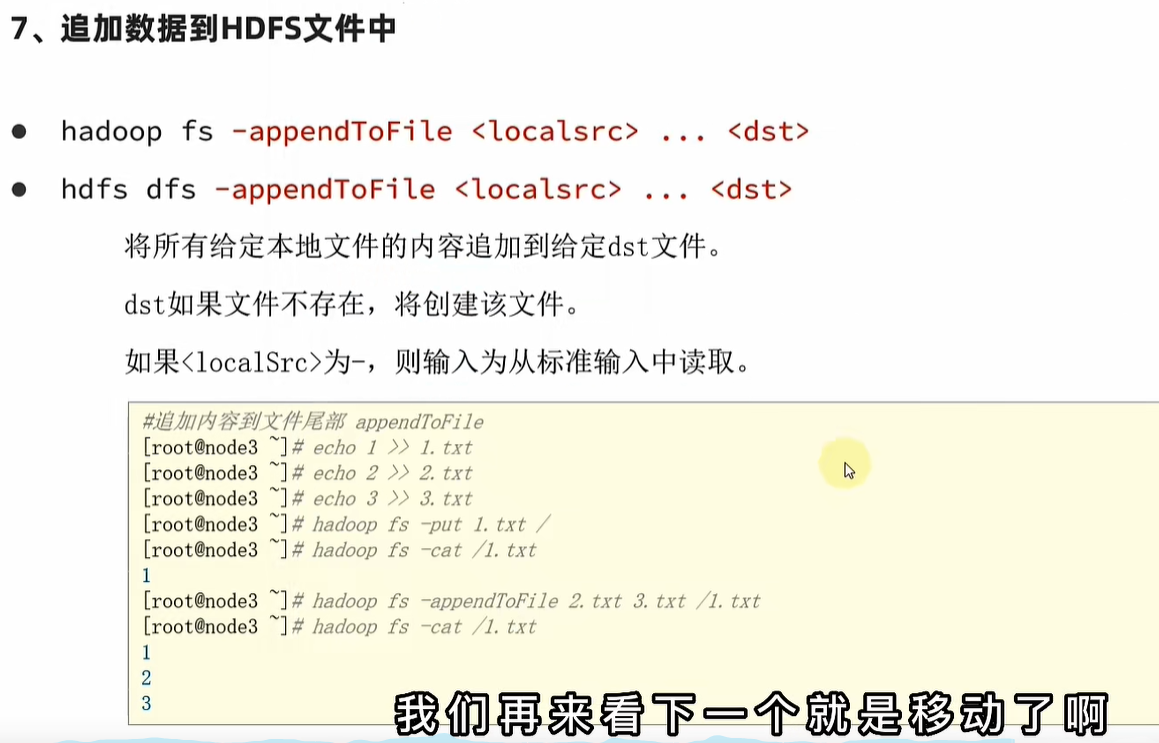 7、追加数据到HDFS文件中
● hadoop fs -appendToFile <localsrc> ... <dst>
● hdfs dfs -appendToFile <localsrc> ... <dst>
将所有给定本地文件的内容追加到给定dst文件。
dst如果文件不存在，将创建该文件。
如果<localSrc>为-，则输入为从标准输入中读取。
#追加内容到文件尾部 appendToFile
[root@node3 ~]# echo 1 >> 1.txt
[root@node3 ~]# echo 2 >> 2.txt
[root@node3 ~]# echo 3 >> 3.txt
[root@node3 ~]# hadoop fs -put 1.txt /
[root@node3 ~]# hadoop fs -cat /1.txt
1
[root@node3 ~]# hadoop fs -appendToFile 2.txt 3.txt /1.txt
[root@node3 ~]# hadoop fs -cat /1.txt
1
2
3
我们再来看下一个就是移动了啊